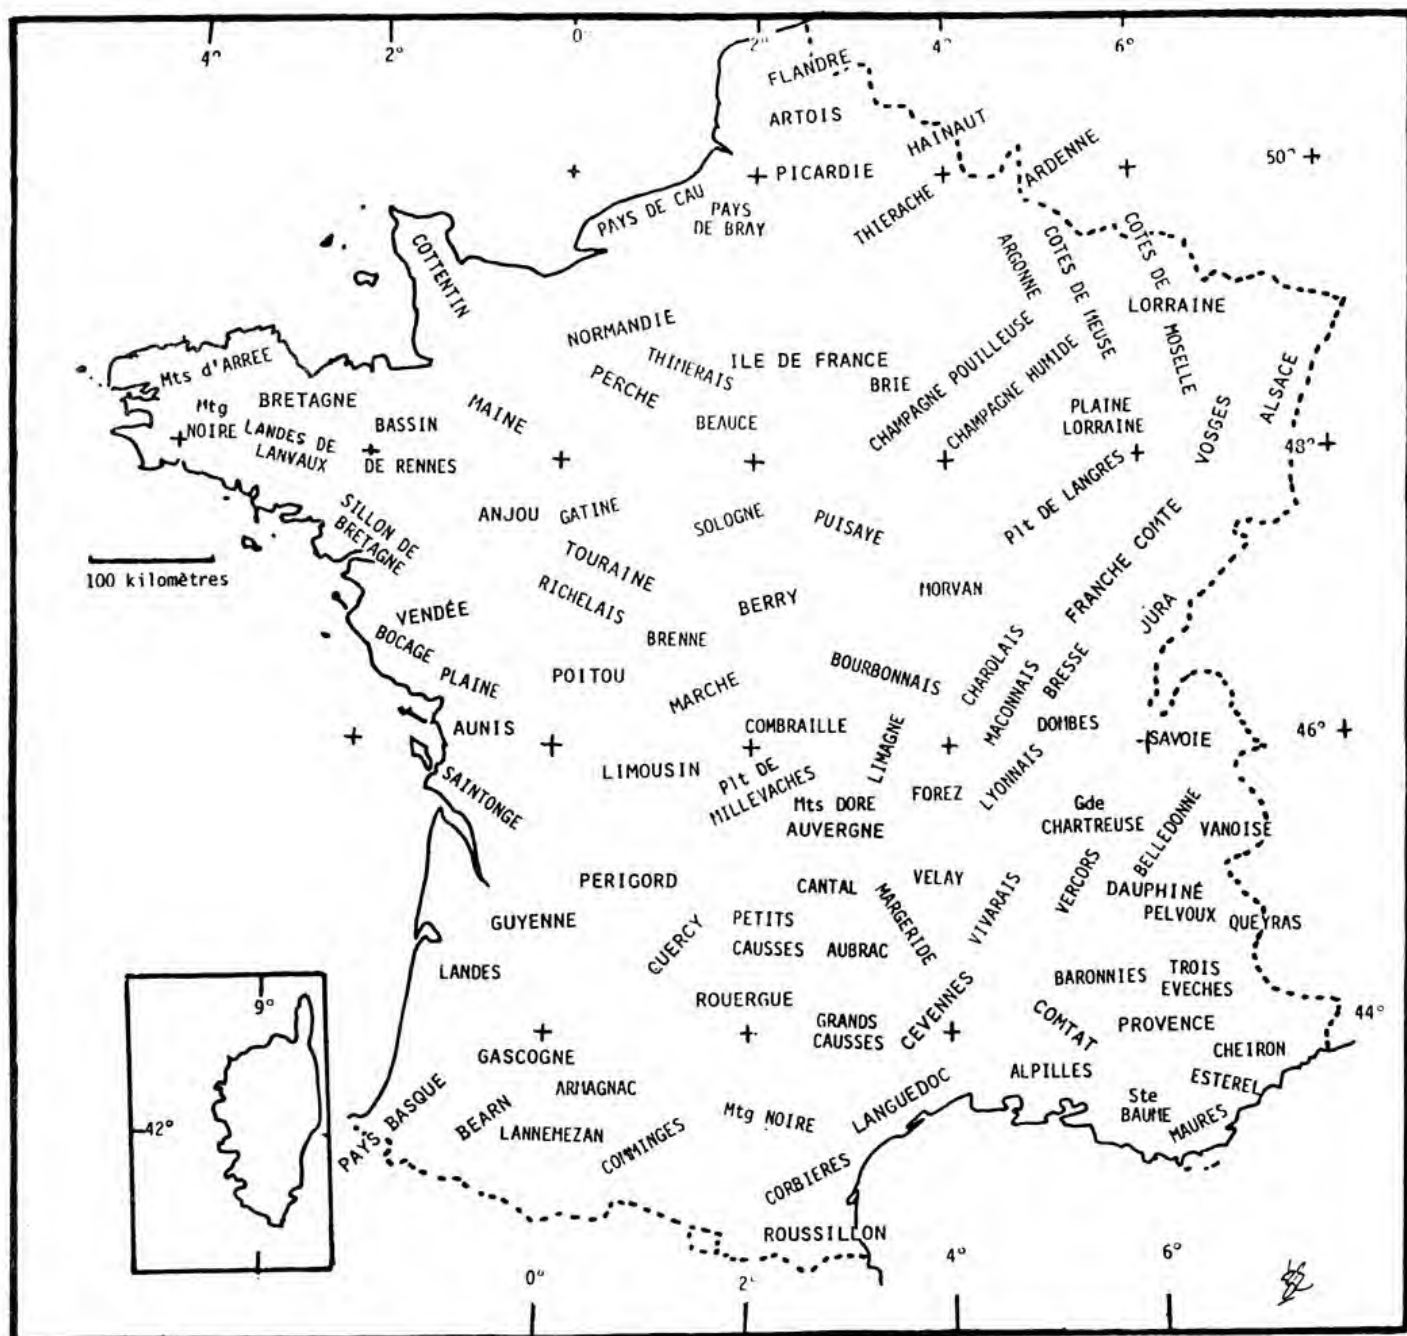 4° 2° 0° 2° 4° 6°
FLANDRE
ARTOIS
HAINAUT
ARDENNE
50°
PICARDIE
THIERACHE
PAYS DE CAU
PAYS
DE BRAY
COTTENTIN
ARGONNE
COTES DE MEUSE
COTES DE MOSELLE
LORRAINE
NORMANDIE
THIMERAIS
ILE DE FRANCE
BRIE
CHAMPAGNE POUILLEUSE
CHAMPAGNE HUMIDE
ALSACE
Mts d'ARREE
PERCHE
BEAUCE
PLAINE
LORRAINE
VOSGES
BRETAGNE
MAINE
Mtg
NOIRE
LANDES DE
LANVAUX
BASSIN
DE RENNES
48°
Plt DE LANGRES
SILLON DE
BRETAGNE
ANJOU
GATINE
SOLOGNE
PUISAYE
FRANCHE COMTE
100 kilomètres
TOURAINE
RICHELAIS
BERRY
MORVAN
JURA
VENDÉE
BOCAGE
PLAINE
BRENNE
POITOU
MARCHE
BOURBONNAIS
CHAROLAIS
MACONNAIS
BRESSE
AUNIS
COMBRAILLE
DOMBES
SAVOIE
46°
SAINTONGE
LIMOUSIN
Plt DE
MILLEVACHES
LIMAGNE
Mts DORE
AUVERGNE
FOREZ
LYONNAIS
Gde
CHARTREUSE
BELLEDONNE
VANOISE
PERIGORD
CANTAL
VELAY
MARGERIDE
VIVARAIS
VERCORS
DAUPHINÉ
PELVOUX
QUEYRAS
GUYENNE
QUERCY
PETITS
CAUSSES
AUBRAC
LANDES
BARONNIES
TROIS
EVECHES
ROUERGUE
GRANDS
CAUSSES
CEVENNES
COMTAT
PROVENCE
44°
CHEIRON
GASCOGNE
ARMAGNAC
ALPILLES
ESTEREL
PAYS BASQUE
BEARN
LANNEMEZAN
COMMINGES
Mtg NOIRE
LANGUEDOC
Ste
BAUME
MAURES
CORBIERES
ROUSSILLON
9°
42°
0° 2° 4° 6°